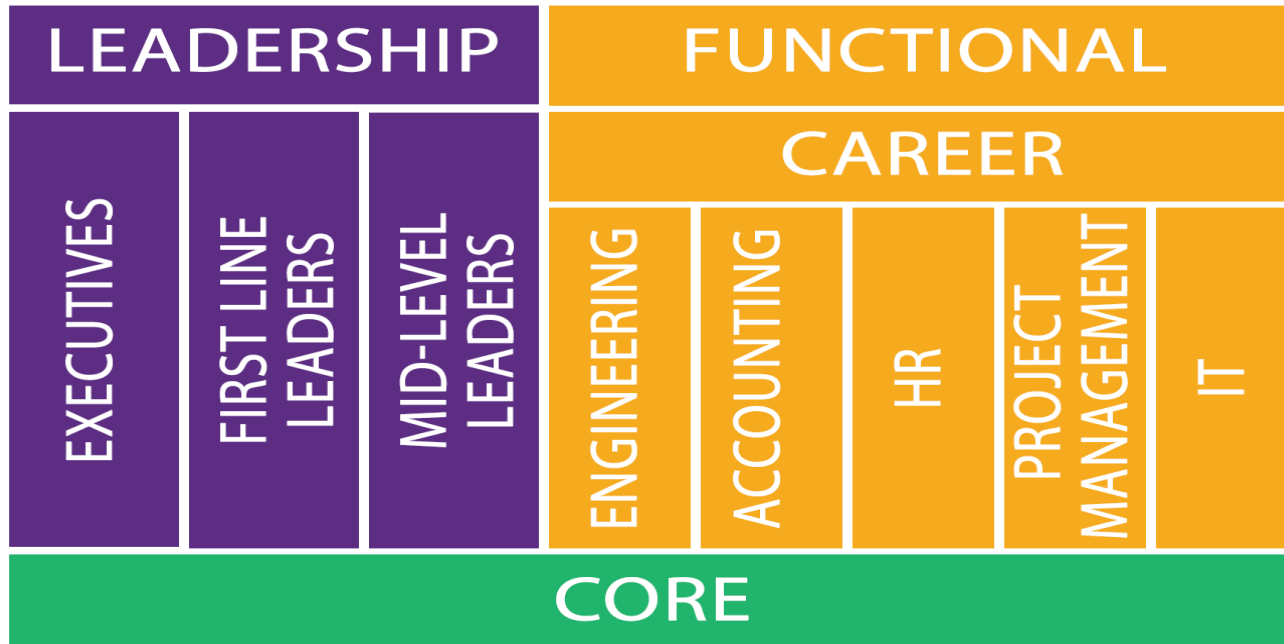 LEADERSHIP
FUNCTIONAL
CAREER
EXECUTIVES
FIRST LINE
LEADERS
MID-LEVEL
LEADERS
ENGINEERING
ACCOUNTING
HR
PROJECT
MANAGEMENT
IT
CORE